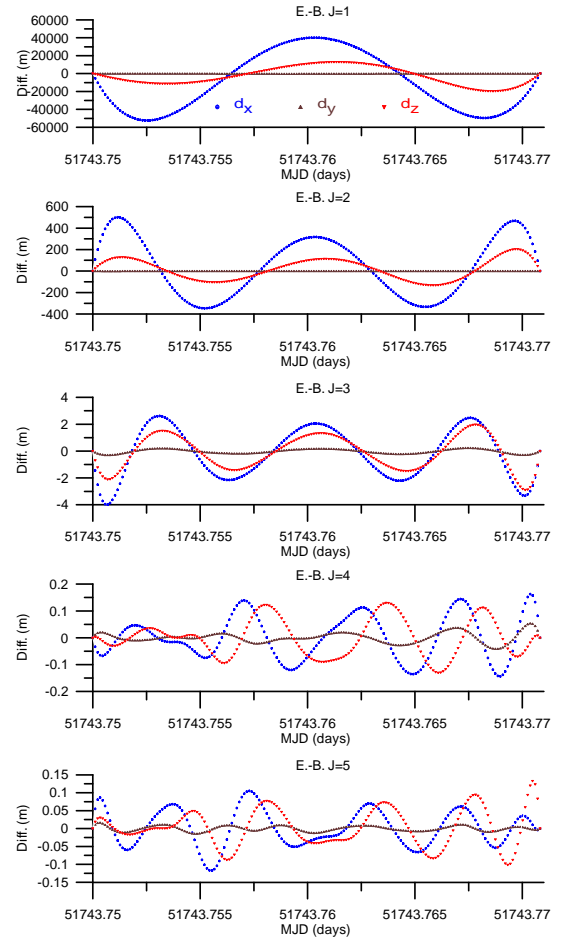 E.-B. J=1
60000
40000
20000
0
-20000
-40000
-60000
Diff. (m)
dx dy dz
51743.75 51743.755 51743.76 51743.765 51743.77
MJD (days)
E.-B. J=2
600
400
200
0
-200
-400
Diff. (m)
51743.75 51743.755 51743.76 51743.765 51743.77
MJD (days)
E.-B. J=3
4
2
0
-2
-4
Diff. (m)
51743.75 51743.755 51743.76 51743.765 51743.77
MJD (days)
E.-B. J=4
0.2
0.1
0
-0.1
-0.2
Diff. (m)
51743.75 51743.755 51743.76 51743.765 51743.77
MJD (days)
E.-B. J=5
0.15
0.1
0.05
0
-0.05
-0.1
-0.15
Diff. (m)
51743.75 51743.755 51743.76 51743.765 51743.77
MJD (days)